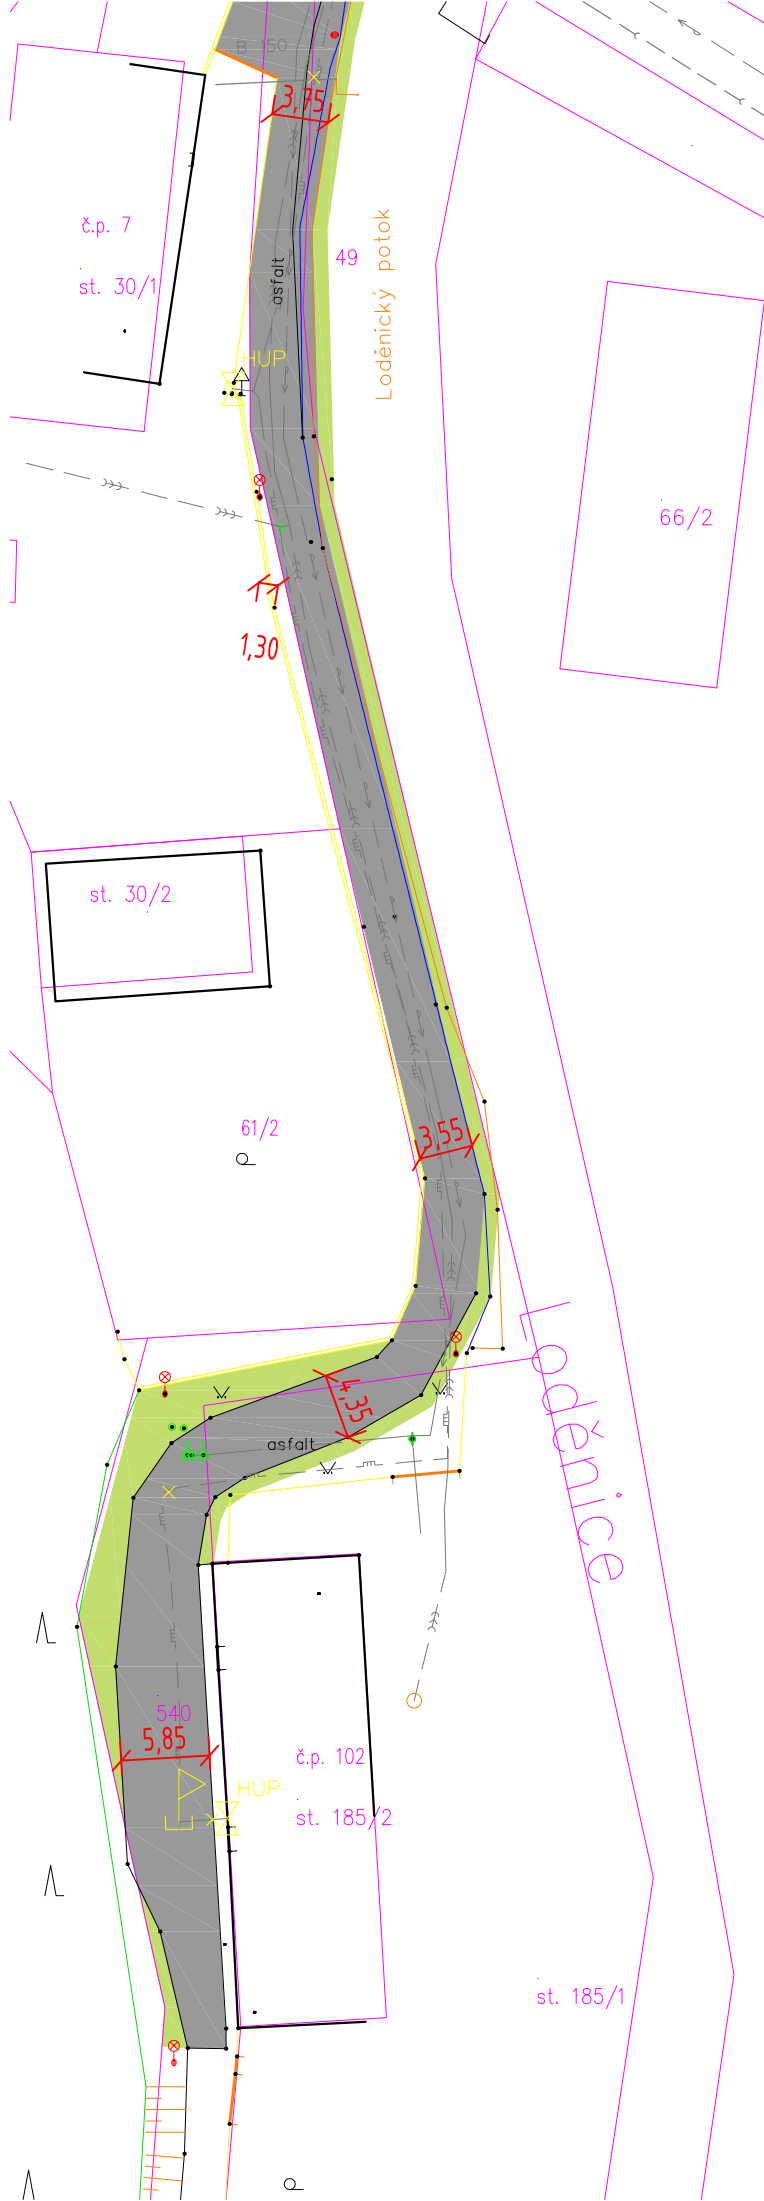 B 150
3,75
č.p. 7
49
st. 30/1
asfalt
Loděnický potok
HUP
66/2
1,30
st. 30/2
61/2
3,55
4,35
asfalt
Loděnice
540
5,85
č.p. 102
HUP
st. 185/2
st. 185/1